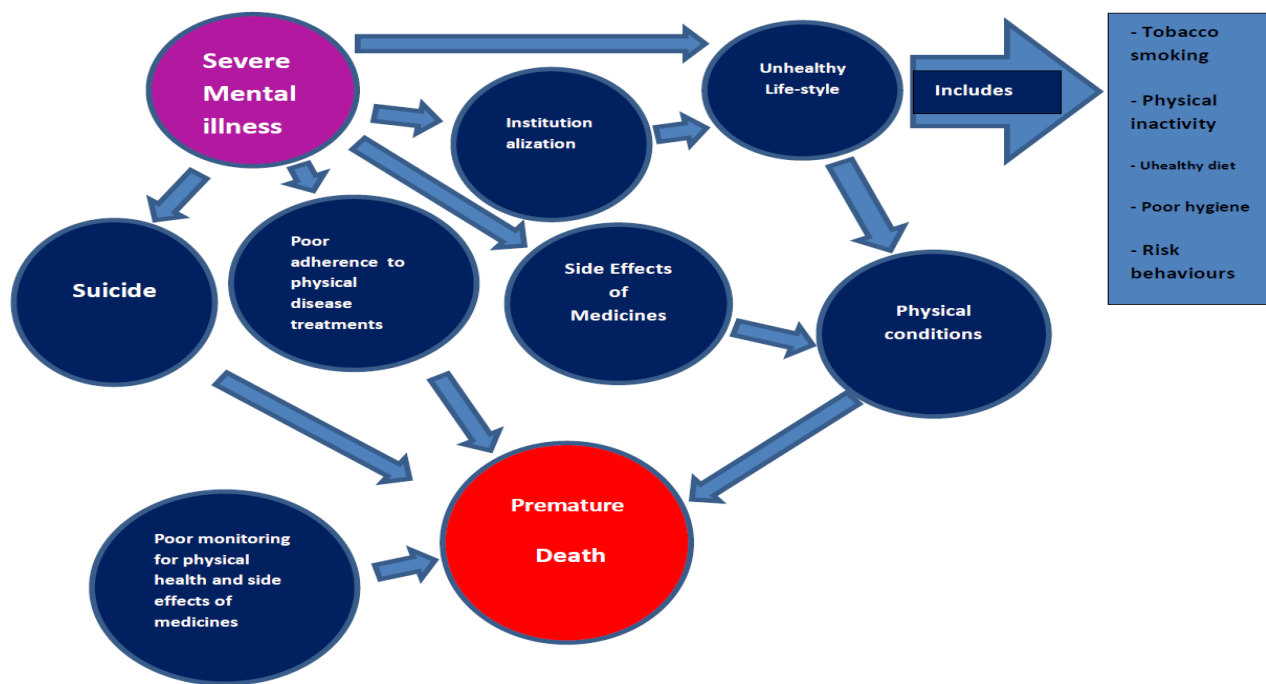 Severe
Mental
illness
Unhealthy
Life-style
Includes
- Tobacco
smoking
- Physical
inactivity
- Uhealthy diet
- Poor hygiene
- Risk
behaviours
Institution
alization
Suicide
Poor
adherence to
physical
disease
treatments
Side Effects
of
Medicines
Physical
conditions
Premature
Death
Poor monitoring
for physical
health and side
effects of
medicines